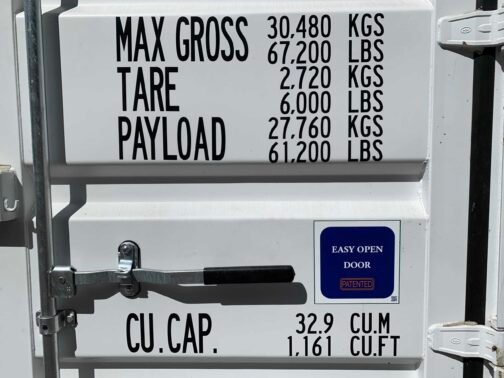 MAX GROSS 30,480 KGS
67,200 LBS
TARE 2,720 KGS
6,000 LBS
PAYLOAD 27,760 KGS
61,200 LBS
EASY OPEN
DOOR
PATENTED
CU.CAP. 32.9 CU.M
1,161 CU.FT